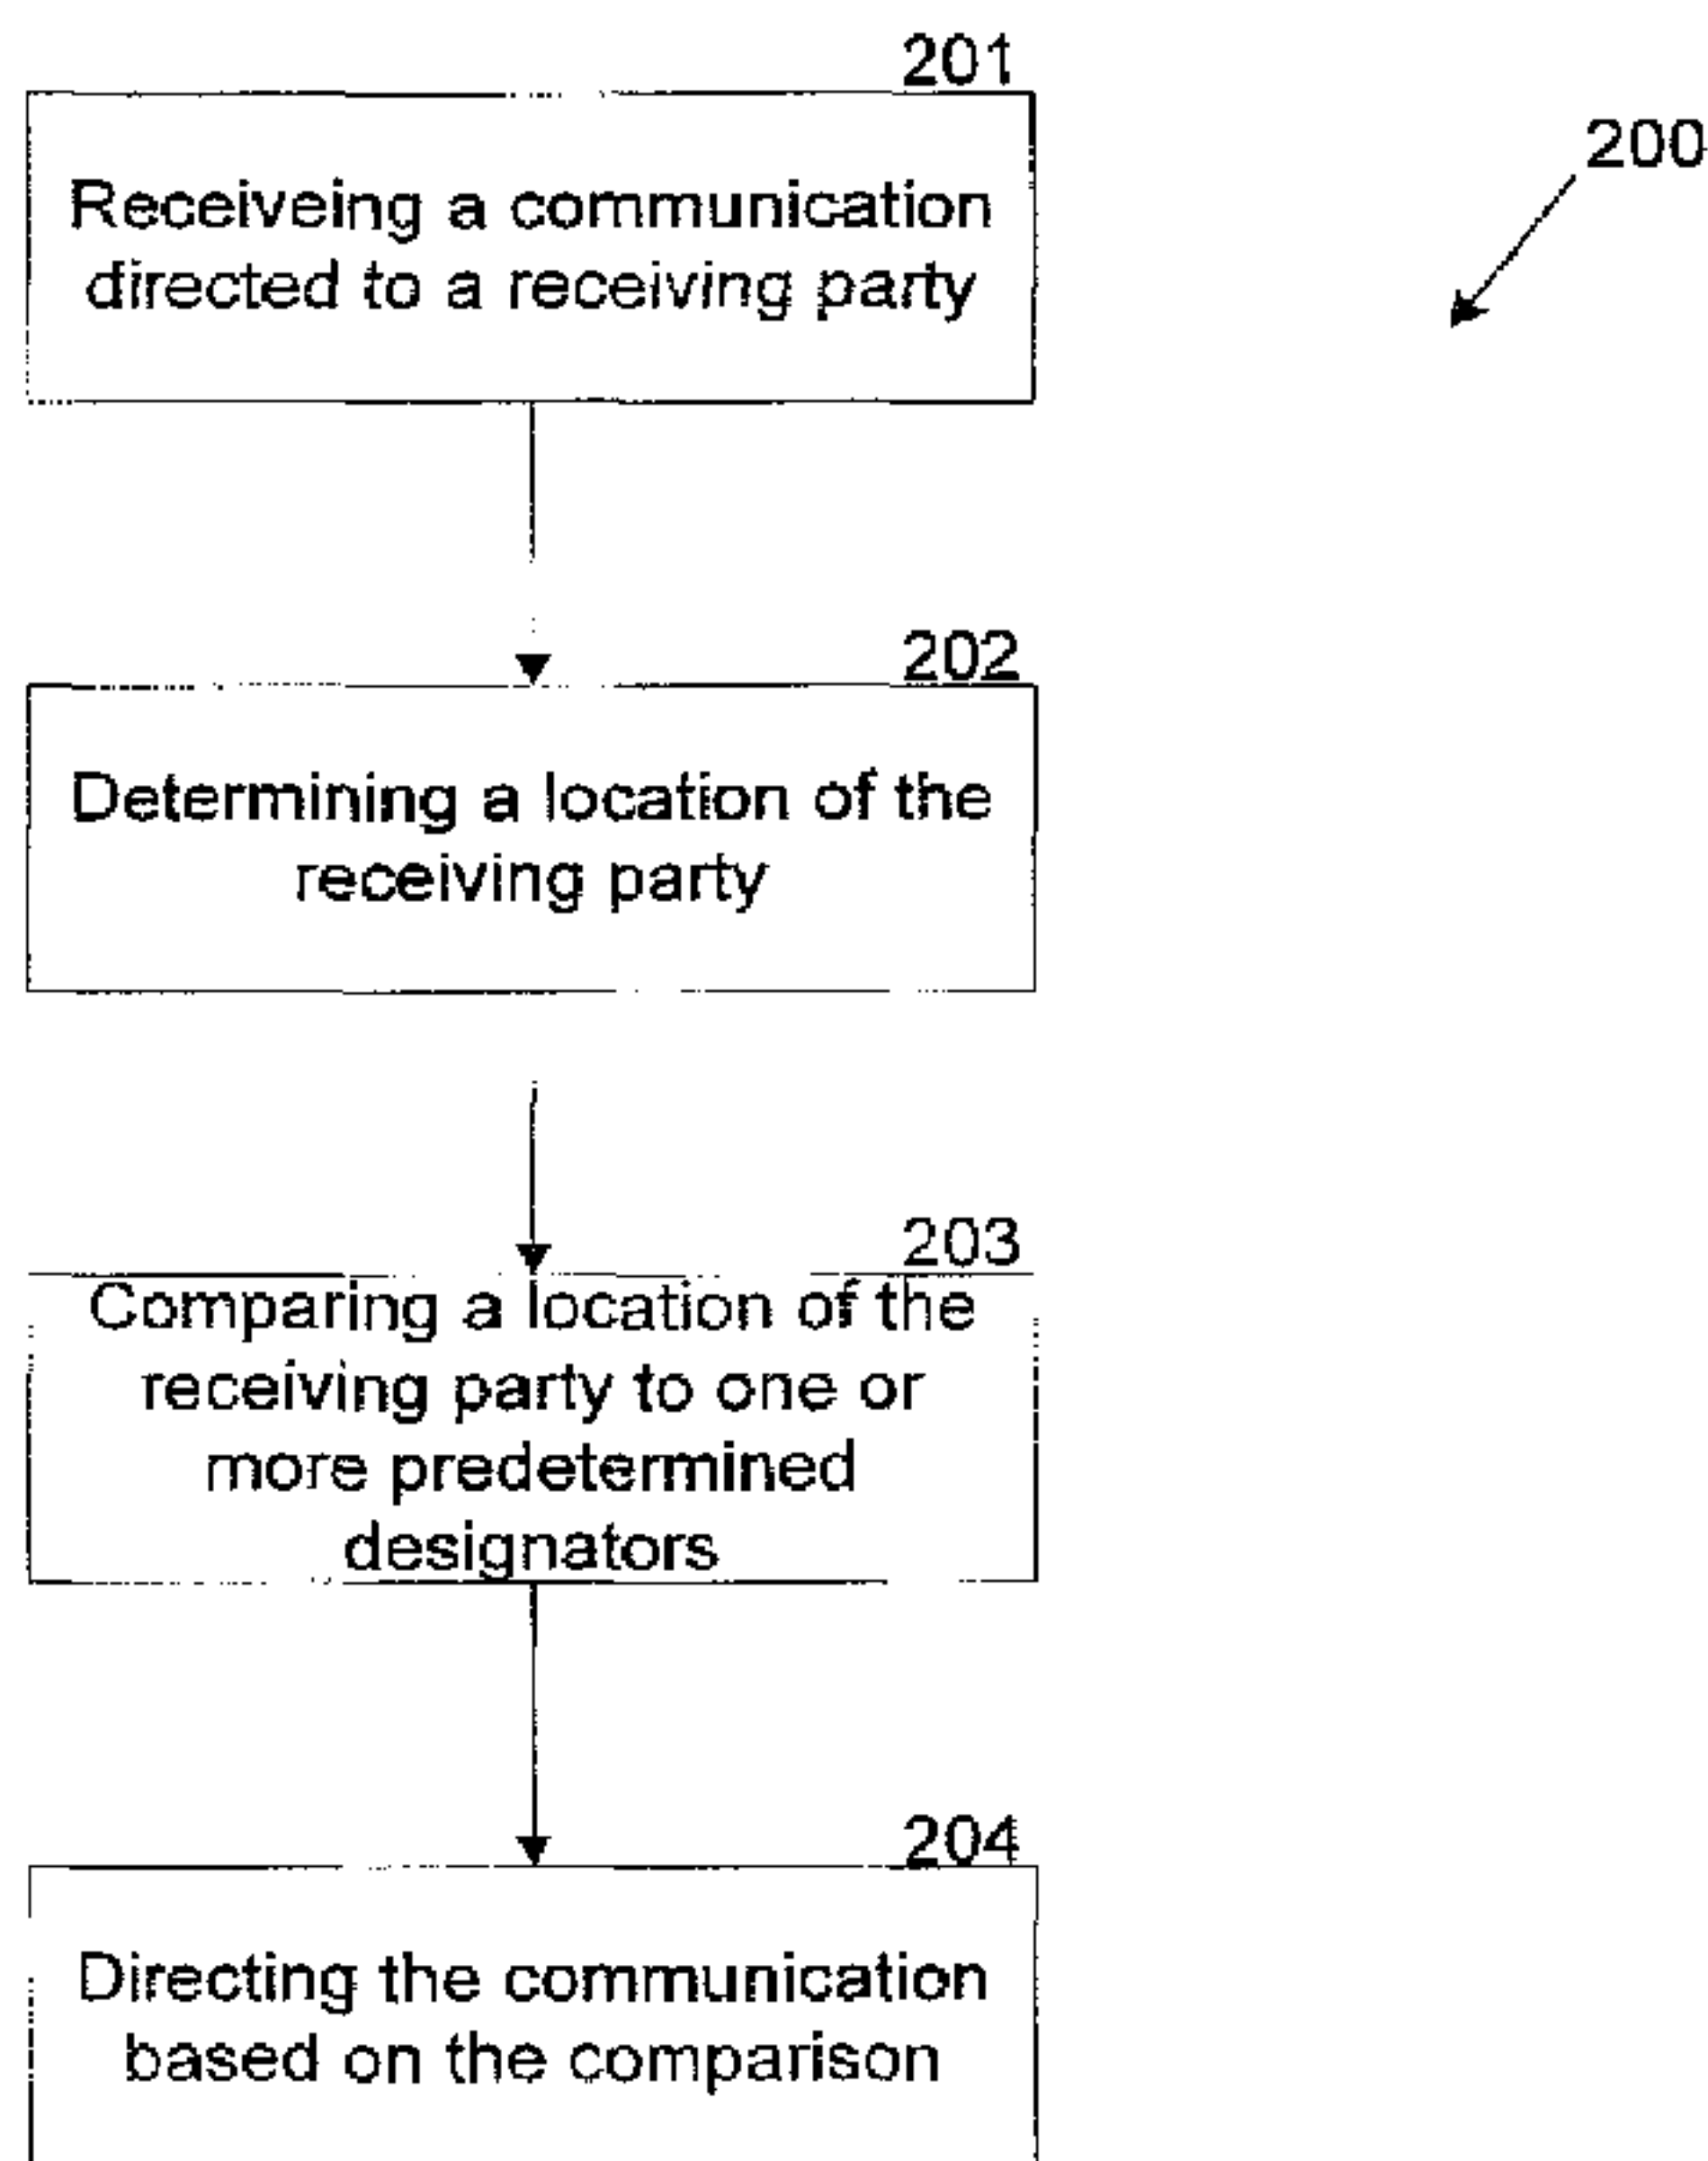 201
200
Receiveing a communication
directed to a receiving party
202
Determining a location of the
receiving party
203
Comparing a location of the
receiving party to one or
more predetermined
designators
204
Directing the communication
based on the comparison